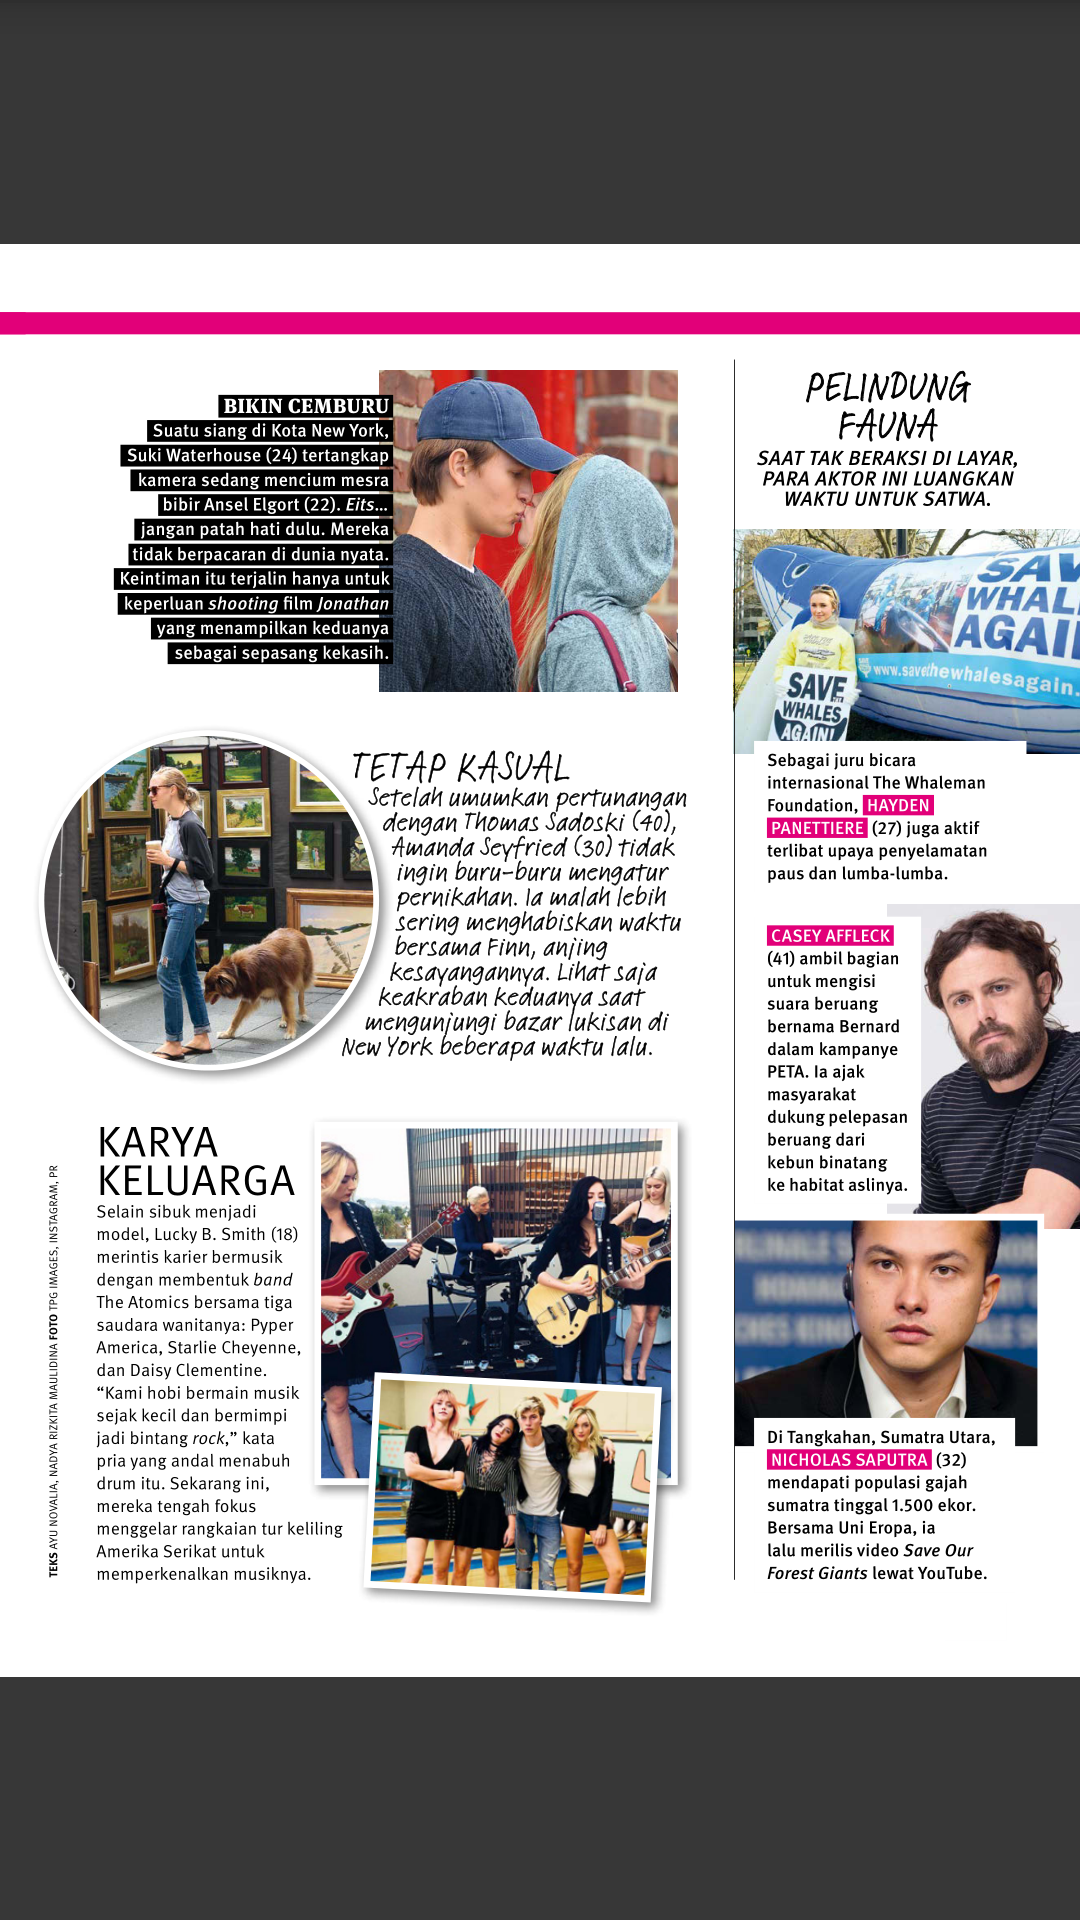 BIKIN CEMBURU
Suatu siang di Kota New York,
Suki Waterhouse (24) tertangkap
kamera sedang mencium mesra
bibir Ansel Elgort (22). Eits...
jangan patah hati dulu. Mereka
tidak berpacaran di dunia nyata.
Keintiman itu terjalin hanya untuk
keperluan shooting film Jonathan
yang menampilkan keduanya
sebagai sepasang kekasih.
TETAP KASUAL
Setelah umumkan pertunangan
dengan Thomas Sadoski (40),
Amanda Seyfried (30) tidak
ingin buru-buru mengatur
pernikahan. Ia malah lebih
sering menghabiskan waktu
bersama Finn, anjing
kesayangannya. Lihat saja
keakraban keduanya saat
mengunjungi bazar lukisan di
New York beberapa waktu lalu.
KARYA
KELUARGA
Selain sibuk menjadi
model, Lucky B. Smith (18)
merintis karier bermusik
dengan membentuk band
The Atomics bersama tiga
saudara wanitanya: Pyper
America, Starlie Cheyenne,
dan Daisy Clementine.
“Kami hobi bermain musik
sejak kecil dan bermimpi
jadi bintang rock,” kata
pria yang andal menabuh
drum itu. Sekarang ini,
mereka tengah fokus
menggelar rangkaian tur keliling
Amerika Serikat untuk
memperkenalkan musiknya.
TEKS AYU NOVALIA, NADYA RIZKITA MAULIDINA FOTO TPG IMAGES, INSTAGRAM, PR
PELINDUNG
FAUNA
SAAT TAK BERAKSI DI LAYAR,
PARA AKTOR INI LUANGKAN
WAKTU UNTUK SATWA.
SAV
WHAL
AGAI
www.savethewhalesagain.
SAVE
THE
WHALES
AGAIN!
Sebagai juru bicara
internasional The Whaleman
Foundation, HAYDEN
PANETTIERE (27) juga aktif
terlibat upaya penyelamatan
paus dan lumba-lumba.
CASEY AFFLECK
(41) ambil bagian
untuk mengisi
suara beruang
bernama Bernard
dalam kampanye
PETA. Ia ajak
masyarakat
dukung pelepasan
beruang dari
kebun binatang
ke habitat aslinya.
Di Tangkahan, Sumatra Utara,
NICHOLAS SAPUTRA (32)
mendapati populasi gajah
sumatra tinggal 1.500 ekor.
Bersama Uni Eropa, ia
lalu merilis video Save Our
Forest Giants lewat YouTube.